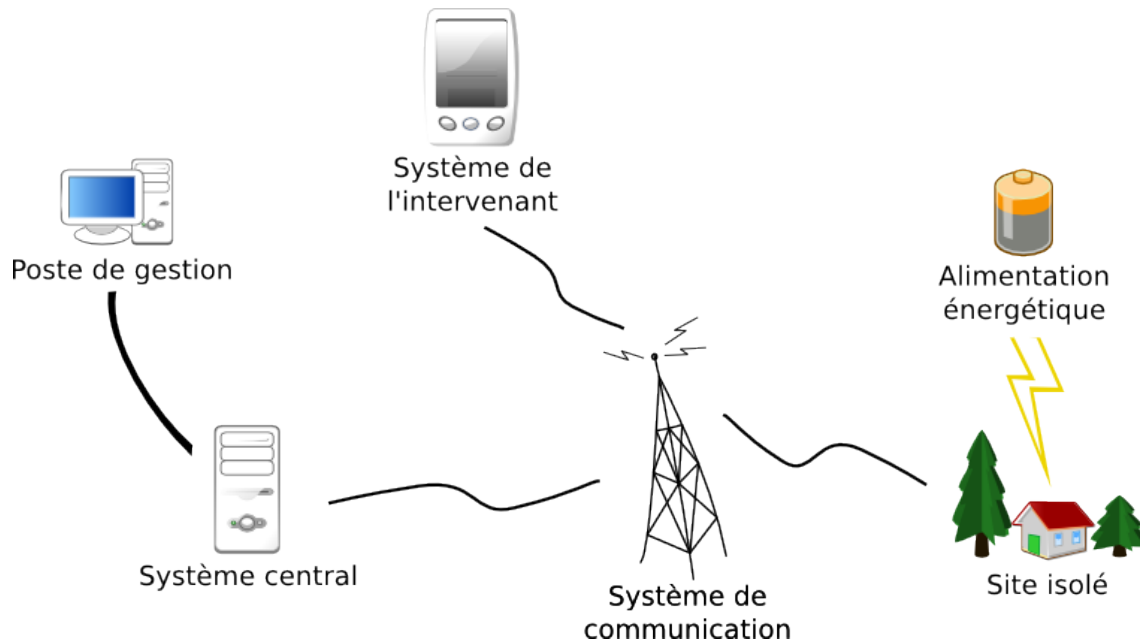 Système de
l'intervenant
Poste de gestion
Alimentation
énergétique
Système central
Site isolé
Système de
communication